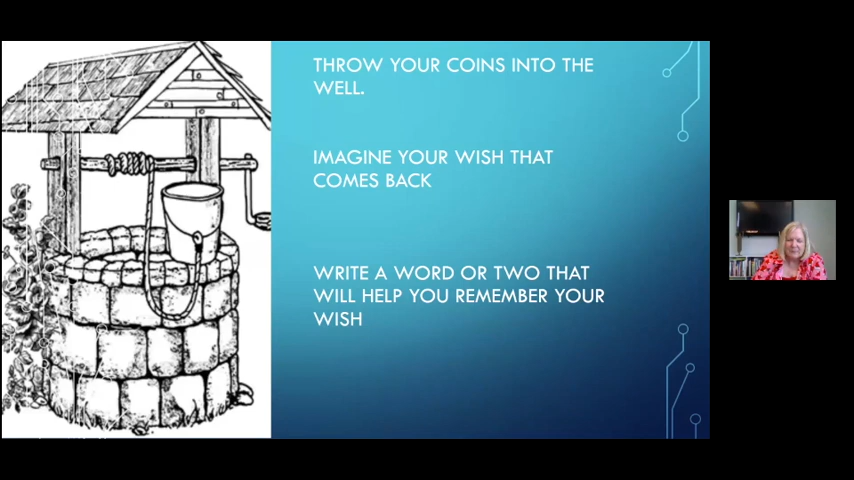 THROW YOUR COINS INTO THE
WELL.
IMAGINE YOUR WISH THAT
COMES BACK
WRITE A WORD OR TWO THAT
WILL HELP YOU REMEMBER YOUR
WISH